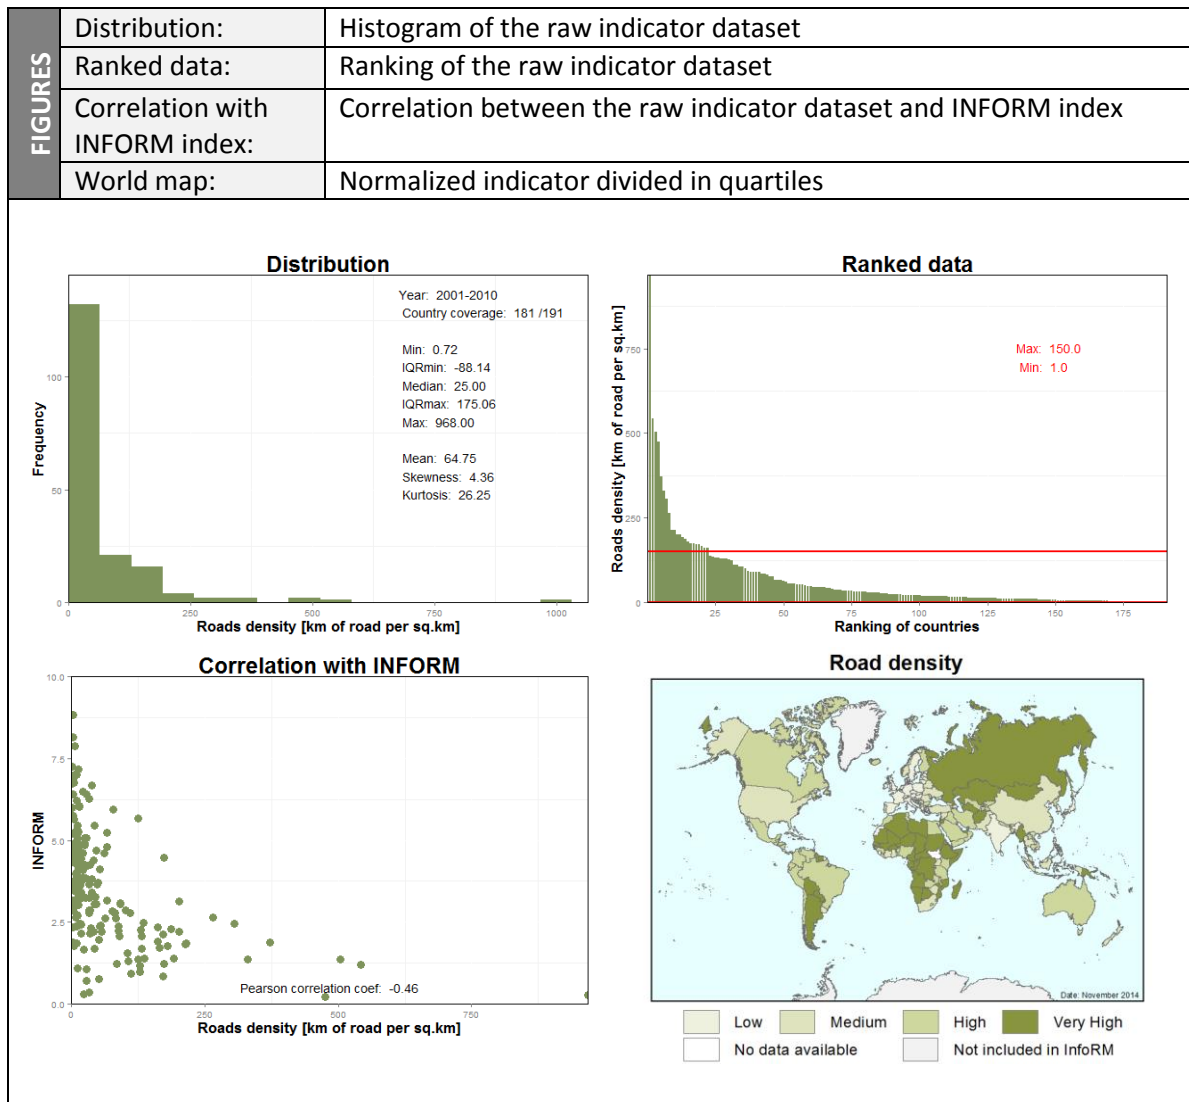 FIGURES
Distribution: Histogram of the raw indicator dataset
Ranked data: Ranking of the raw indicator dataset
Correlation with Correlation between the raw indicator dataset and INFORM index
INFORM index:
World map: Normalized indicator divided in quartiles
Distribution
Year: 2001-2010
Country coverage: 181 /191
Min: 0.72
IQRmin: -88.14
Median: 25.00
IQRmax: 175.06
Max: 968.00
Mean: 64.75
Skewness: 4.36
Kurtosis: 26.25
Frequency
100
50
0
0 250 500 750 1000
Roads density [km of road per sq.km]
Ranked data
Max: 150.0
Min: 1.0
Roads density [km of road per sq.km]
750
500
250
0
25 50 75 100 125 150 175
Ranking of countries
Correlation with INFORM
INFORM
10.0
7.5
5.0
2.5
0.0
Pearson correlation coef: -0.46
0 250 500 750
Roads density [km of road per sq.km]
Road density
Date: November 2014
Low Medium High Very High
No data available Not included in InfoRM